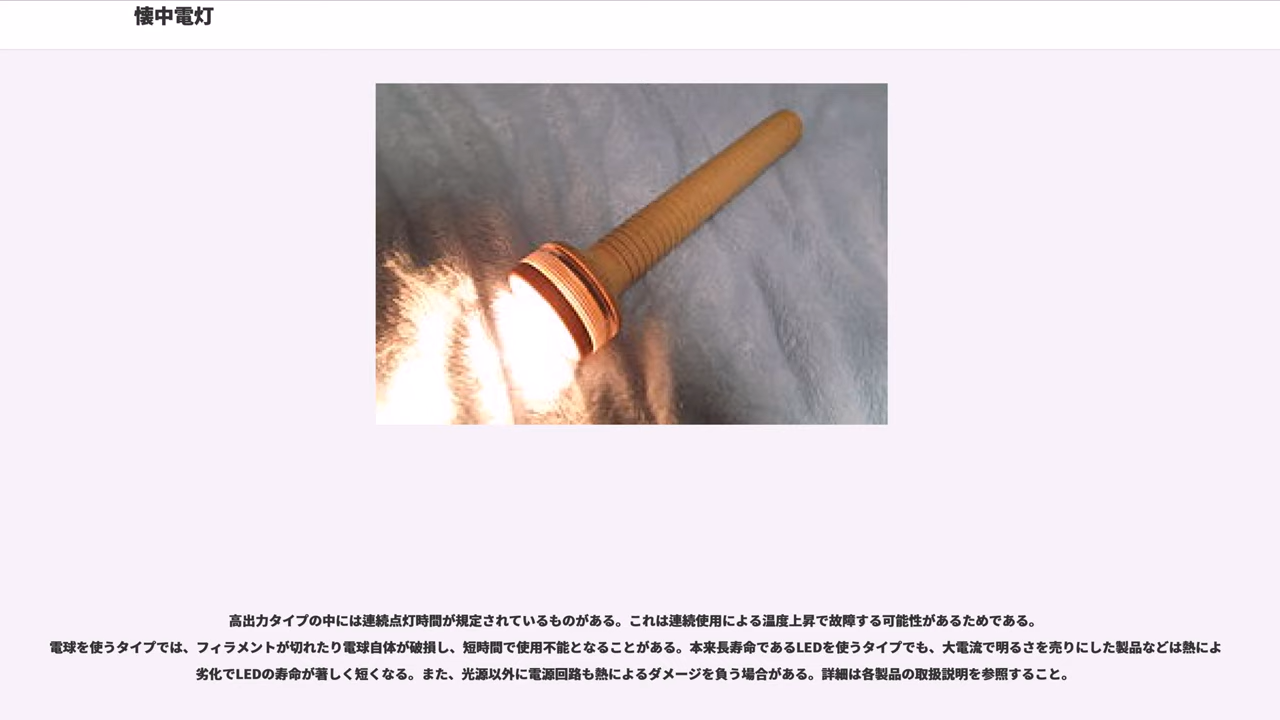 懐中電灯
高出力タイプの中には連続点灯時間が規定されているものがある。これは連続使用による温度上昇で故障する可能性があるためである。
電球を使うタイプでは、フィラメントが切れたり電球自体が破損し、短時間で使用不能となることがある。本来長寿命であるLEDを使うタイプでも、大電流で明るさを売りにした製品などは熱によ
劣化でLEDの寿命が著しく短くなる。また、光源以外に電源回路も熱によるダメージを負う場合がある。詳細は各製品の取扱説明を参照すること。